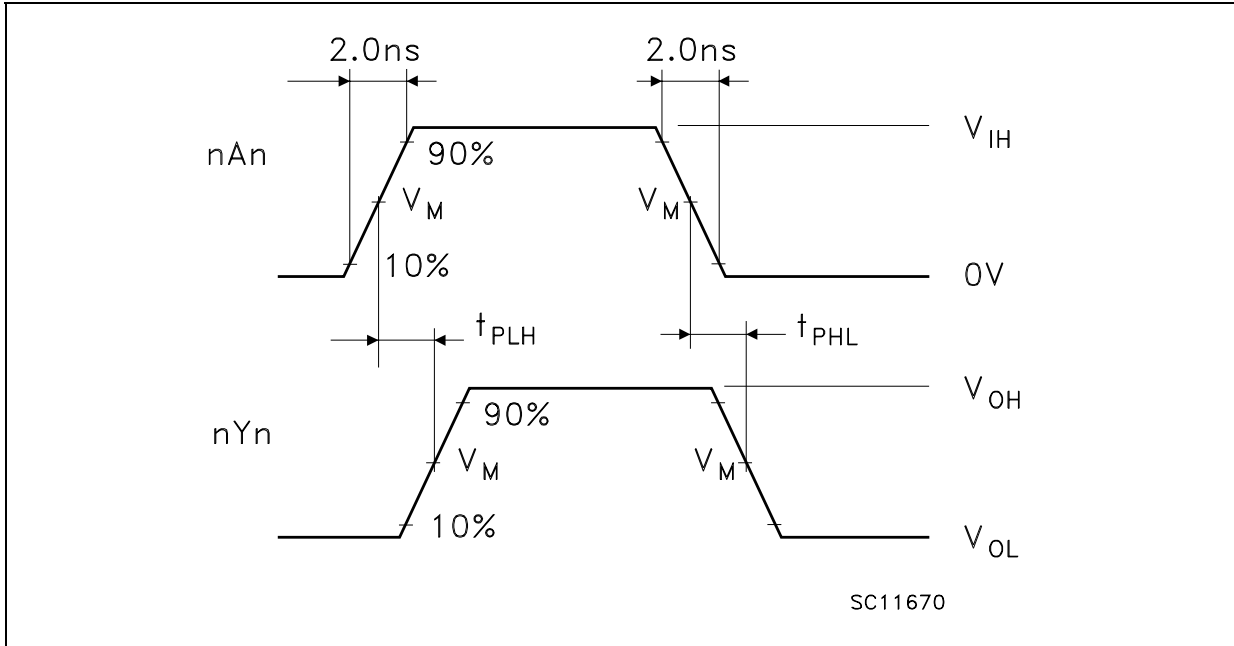 2.0ns 2.0ns
nAn 90% V_IH
V_M V_M
10% 0V
t_PLH t_PHL
nYn 90% V_OH
V_M V_M
10% V_OL
SC11670